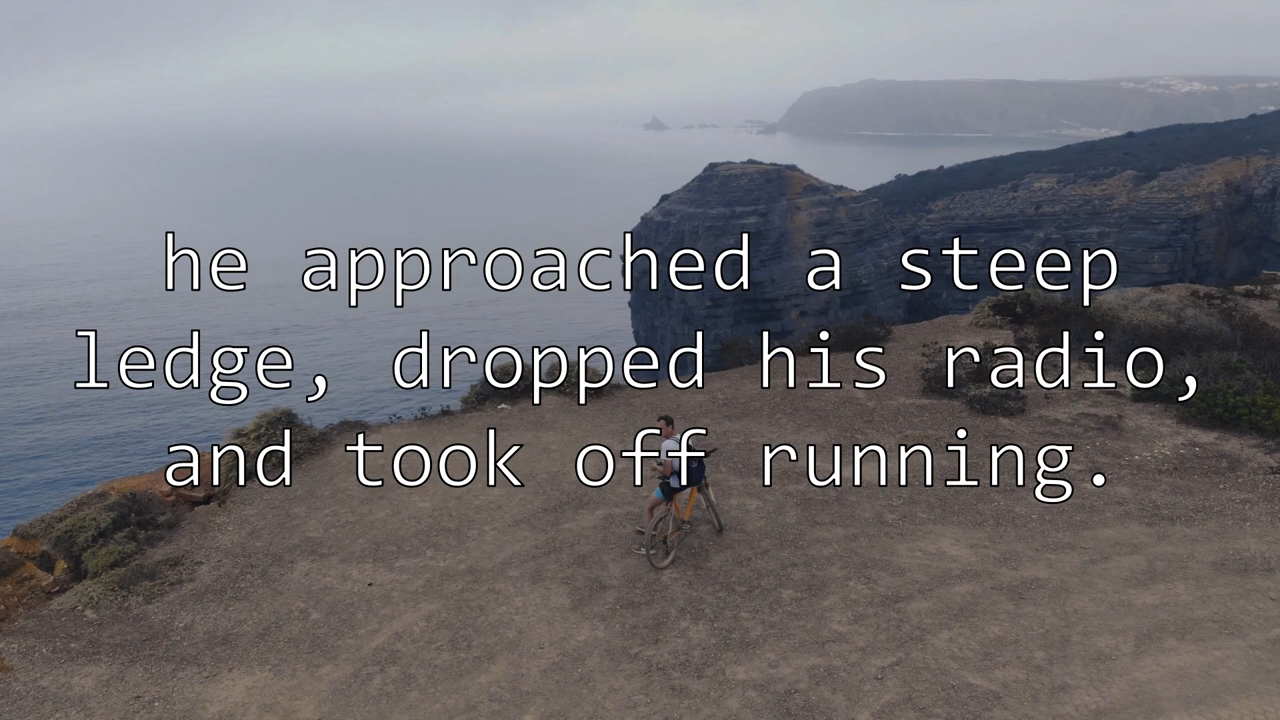 he approached a steep
ledge, dropped his radio,
and took off running.